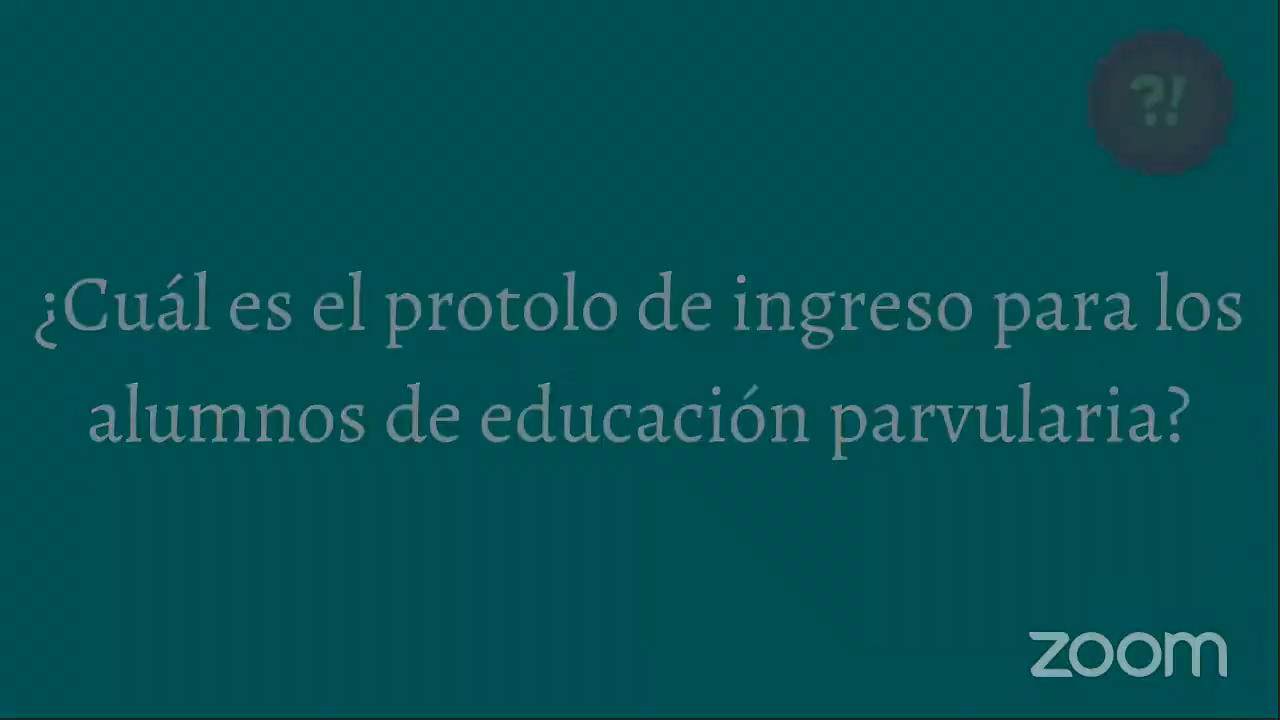 ?!
¿Cuál es el protolo de ingreso para los
alumnos de educación parvularia?
zoom